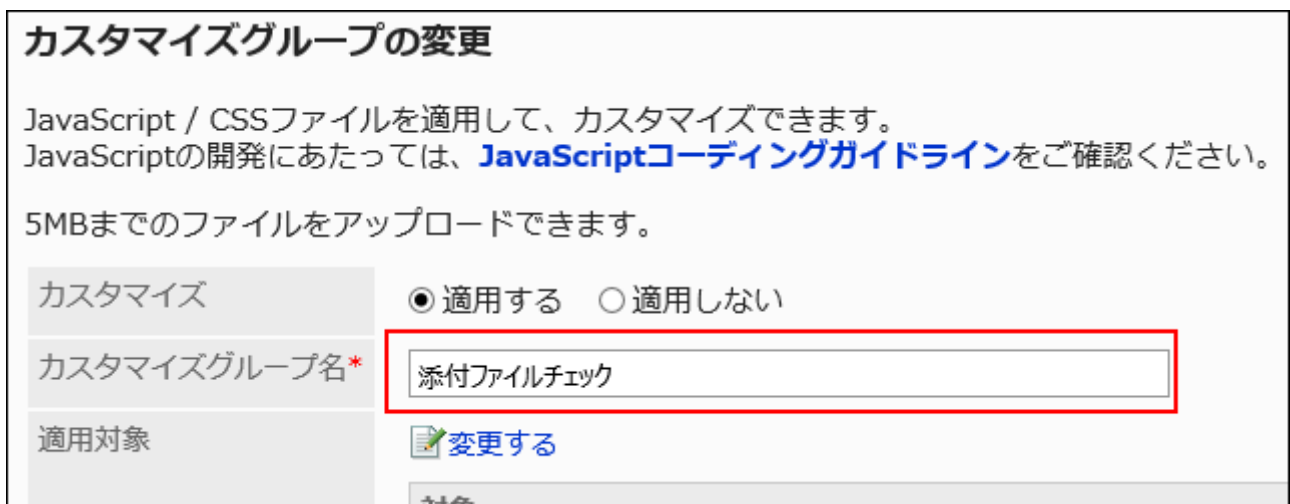 カスタマイズグループの変更
JavaScript / CSSファイルを適用して、カスタマイズできます。
JavaScriptの開発にあたっては、JavaScriptコーディングガイドラインをご確認ください。
5MBまでのファイルをアップロードできます。
カスタマイズ 適用する 適用しない
カスタマイズグループ名* 添付ファイルチェック
適用対象 変更する